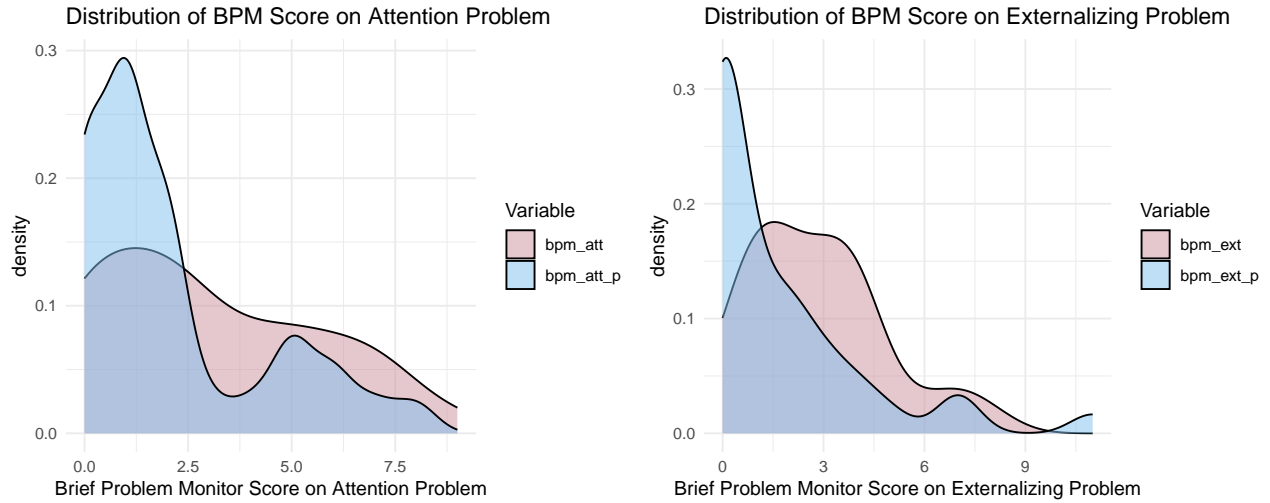 Distribution of BPM Score on Attention Problem
0.3
0.2
0.1
0.0
density
0.0 2.5 5.0 7.5
Brief Problem Monitor Score on Attention Problem
Variable
bpm_att
bpm_att_p
Distribution of BPM Score on Externalizing Problem
0.3
0.2
0.1
0.0
density
0 3 6 9
Brief Problem Monitor Score on Externalizing Problem
Variable
bpm_ext
bpm_ext_p